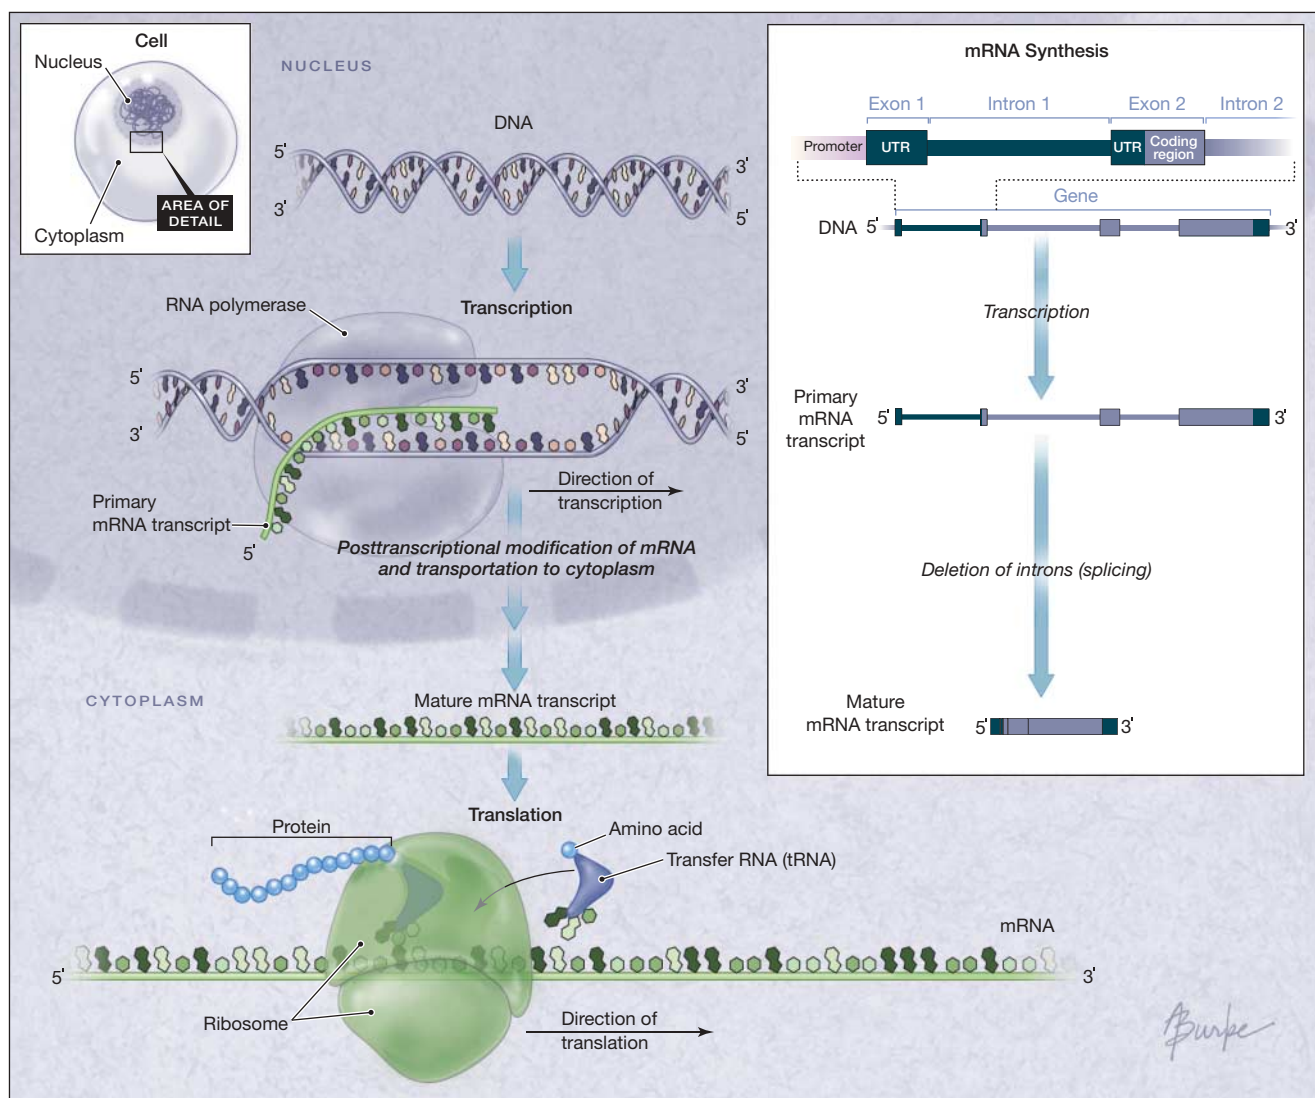 Cell
Nucleus
Cytoplasm
AREA OF
DETAIL
NUCLEUS
DNA
5'
3'
3'
5'
Transcription
RNA polymerase
5'
3'
3'
5'
Direction of
transcription
Primary
mRNA transcript
5'
Posttranscriptional modification of mRNA
and transportation to cytoplasm
CYTOPLASM
Mature mRNA transcript
Translation
Protein
Amino acid
Transfer RNA (tRNA)
mRNA
5'
3'
Ribosome
Direction of
translation
mRNA Synthesis
Exon 1
Intron 1
Exon 2
Intron 2
Promoter
UTR
UTR
Coding
region
Gene
DNA
5'
3'
Transcription
Primary
mRNA
transcript
5'
3'
Deletion of introns (splicing)
Mature
mRNA transcript
5'
3'
ABurke